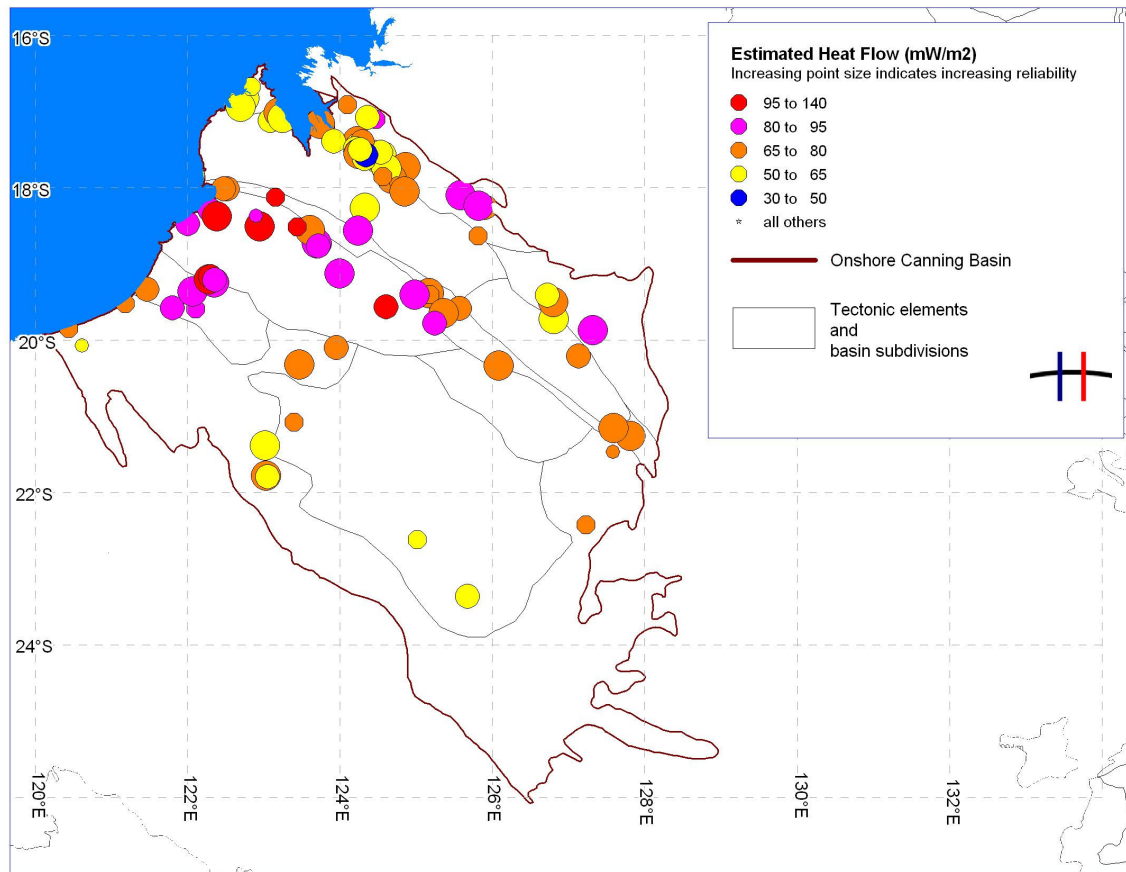 Estimated Heat Flow (mW/m2)
Increasing point size indicates increasing reliability
95 to 140
80 to 95
65 to 80
50 to 65
30 to 50
all others
Onshore Canning Basin
Tectonic elements
and
basin subdivisions
16°S
18°S
20°S
22°S
24°S
120°E
122°E
124°E
126°E
128°E
130°E
132°E